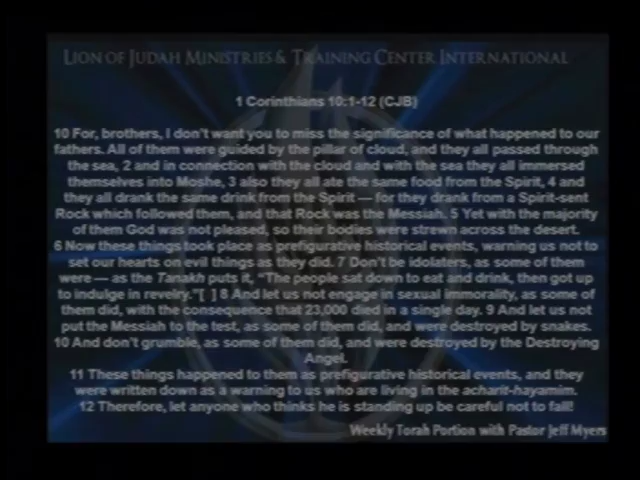 LION OF JUDAH MINISTRIES & TRAINING CENTER INTERNATIONAL
1 Corinthians 10:1-12 (CJB)
10 For, brothers, I don't want you to miss the significance of what happened to our
fathers. All of them were guided by the pillar of cloud, and they all passed through
the sea, 2 and in connection with the cloud and with the sea they all immersed
themselves into Moshe, 3 also they all ate the same food from the Spirit, 4 and
they all drank the same drink from the Spirit — for they drank from a Spirit-sent
Rock which followed them, and that Rock was the Messiah. 5 Yet with the majority
of them God was not pleased, so their bodies were strewn across the desert.
6 Now these things took place as prefigurative historical events, warning us not to
set our hearts on evil things as they did. 7 Don't be idolaters, as some of them
were — as the Tanakh puts it, "The people sat down to eat and drink, then got up
to indulge in revelry."[ ] 8 And let us not engage in sexual immorality, as some of
them did, with the consequence that 23,000 died in a single day. 9 And let us not
put the Messiah to the test, as some of them did, and were destroyed by snakes.
10 And don't grumble, as some of them did, and were destroyed by the Destroying
Angel.
11 These things happened to them as prefigurative historical events, and they
were written down as a warning to us who are living in the acharit-hayamim.
12 Therefore, let anyone who thinks he is standing up be careful not to fall!
Weekly Torah Portion with Pastor Jeff Myers